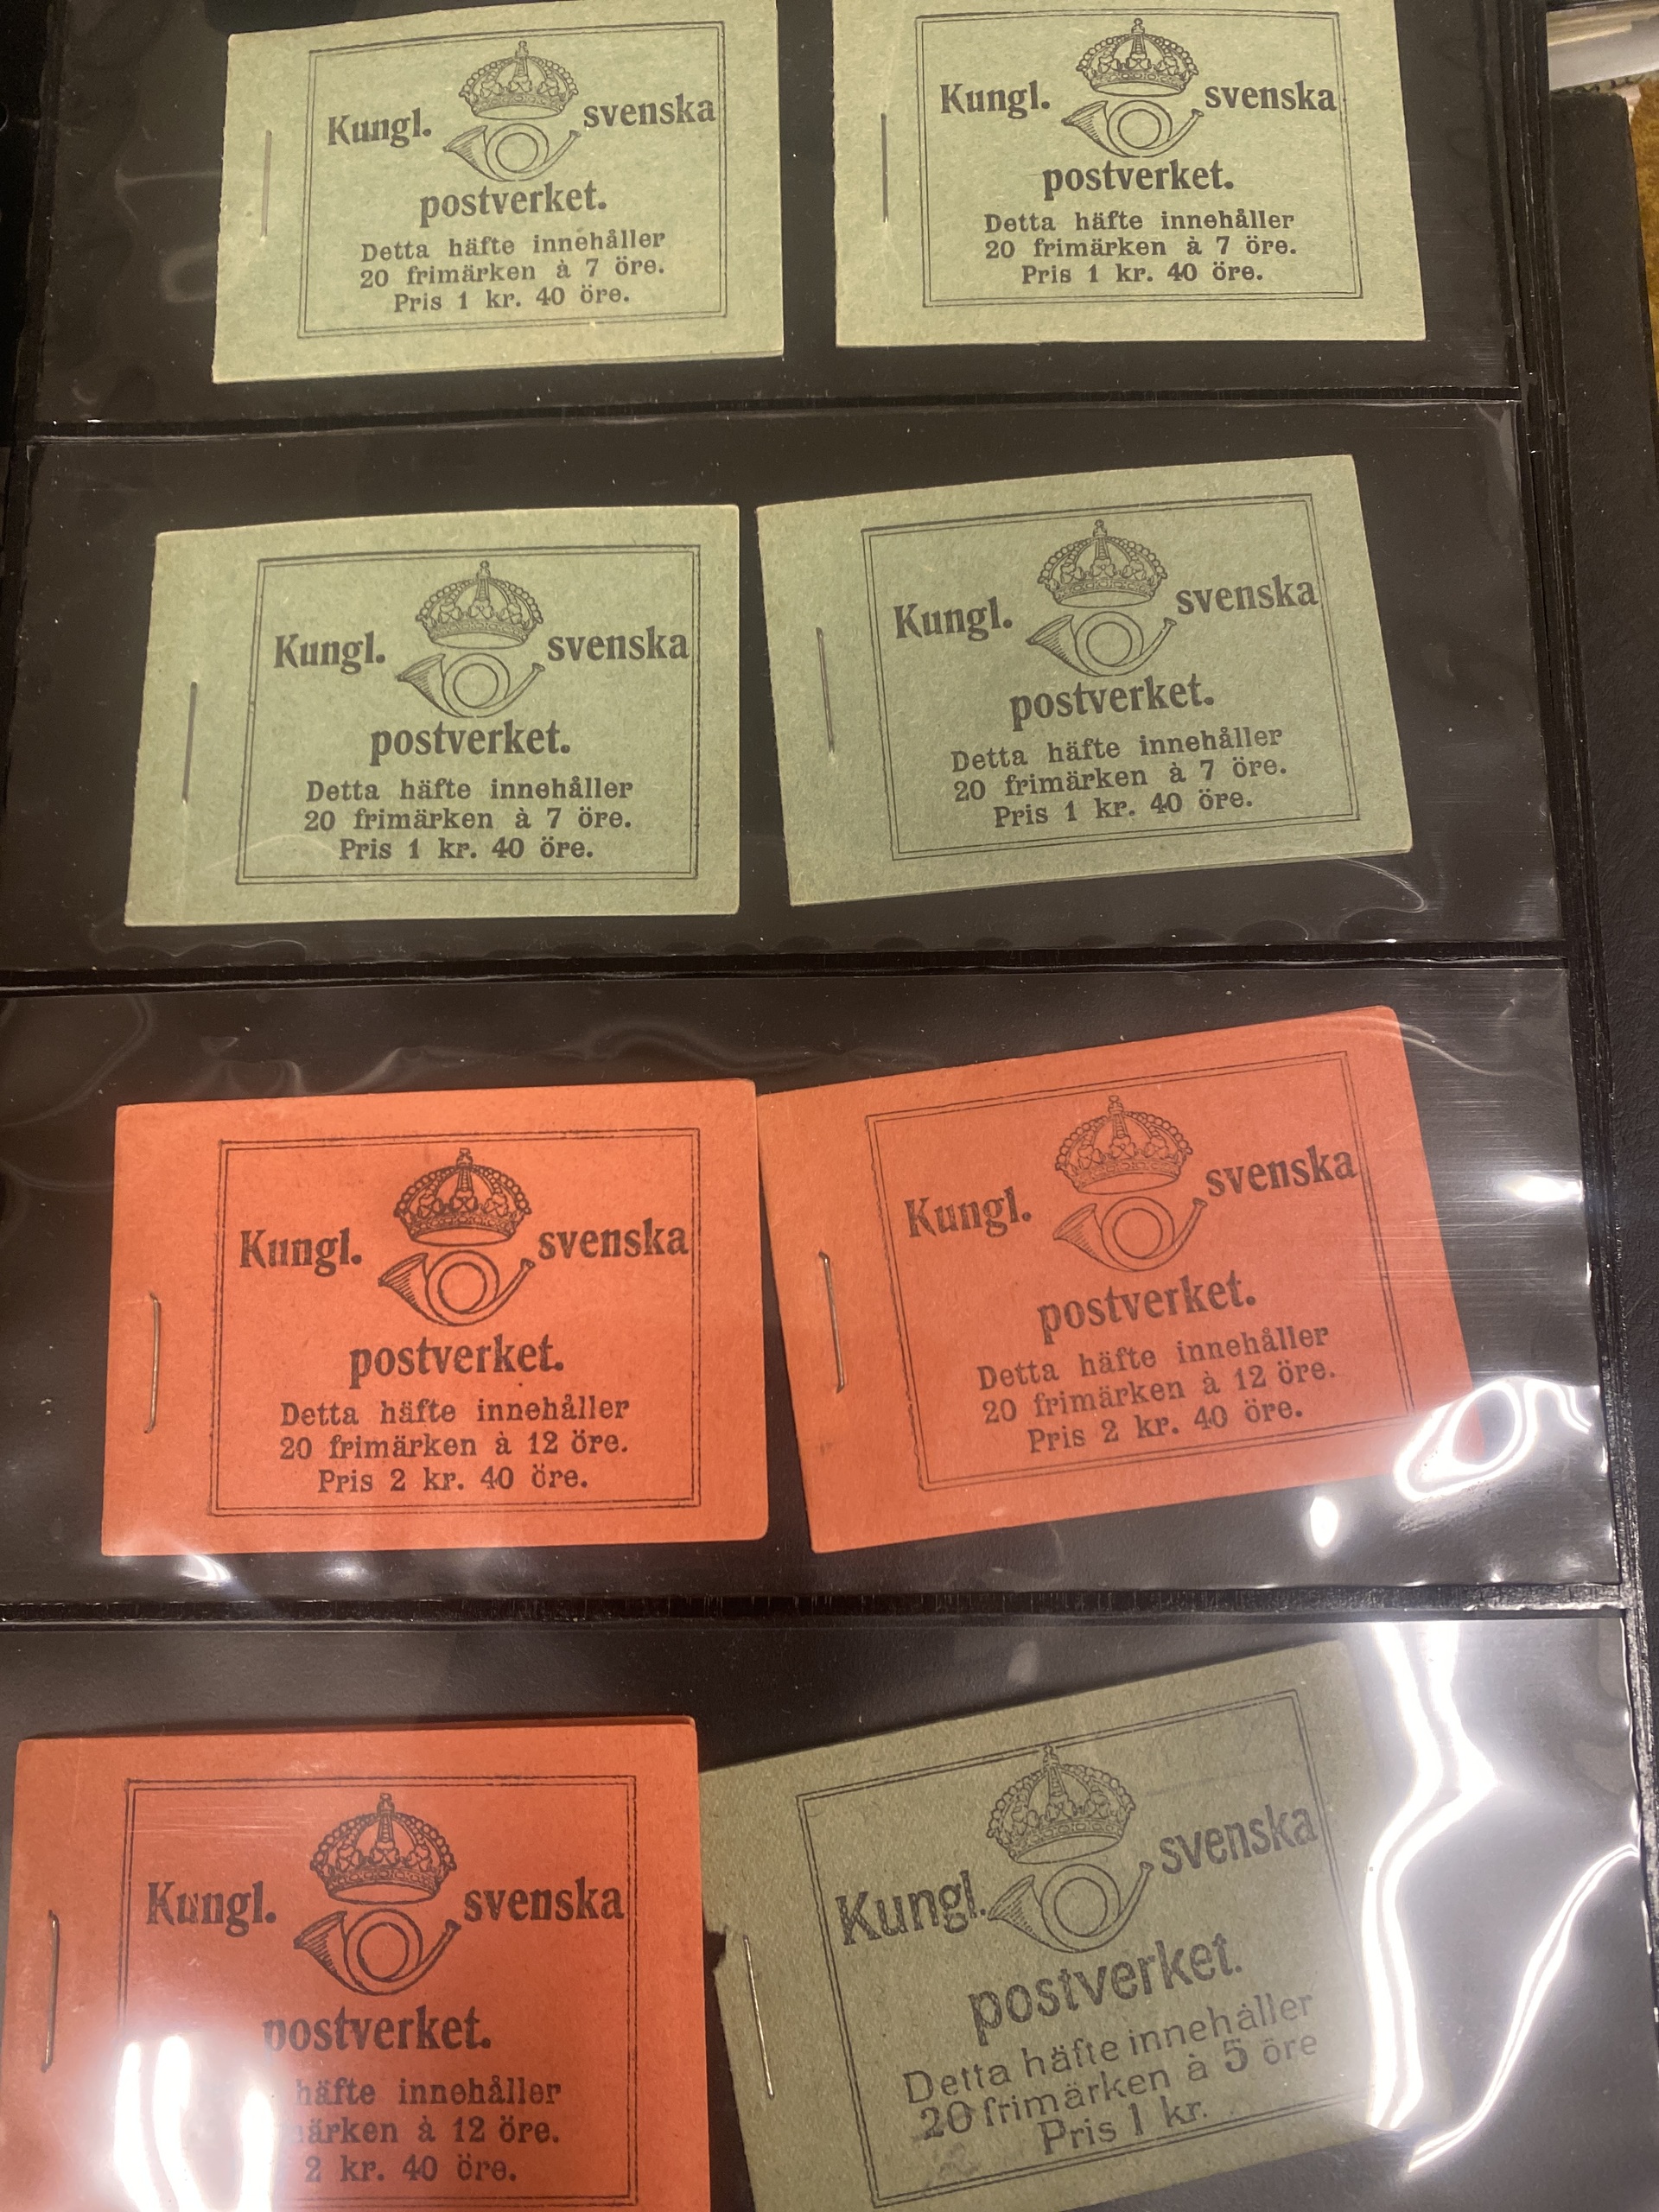 Kungl. svenska
postverket.
Detta häfte innehåller
20 frimärken à 7 öre.
Pris 1 kr. 40 öre.
Kungl. svenska
postverket.
Detta häfte innehåller
20 frimärken à 7 öre.
Pris 1 kr. 40 öre.
Kungl. svenska
postverket.
Detta häfte innehåller
20 frimärken à 7 öre.
Pris 1 kr. 40 öre.
Kungl. svenska
postverket.
Detta häfte innehåller
20 frimärken à 7 öre.
Pris 1 kr. 40 öre.
Kungl. svenska
postverket.
Detta häfte innehåller
20 frimärken à 12 öre.
Pris 2 kr. 40 öre.
Kungl. svenska
postverket.
Detta häfte innehåller
20 frimärken à 12 öre.
Pris 2 kr. 40 öre.
Kungl. svenska
postverket.
häfte innehåller
à 12 öre.
2 kr. 40 öre.
Kungl. svenska
postverket.
Detta häfte innehåller
20 frimärken à 5 öre
Pris 1 kr.